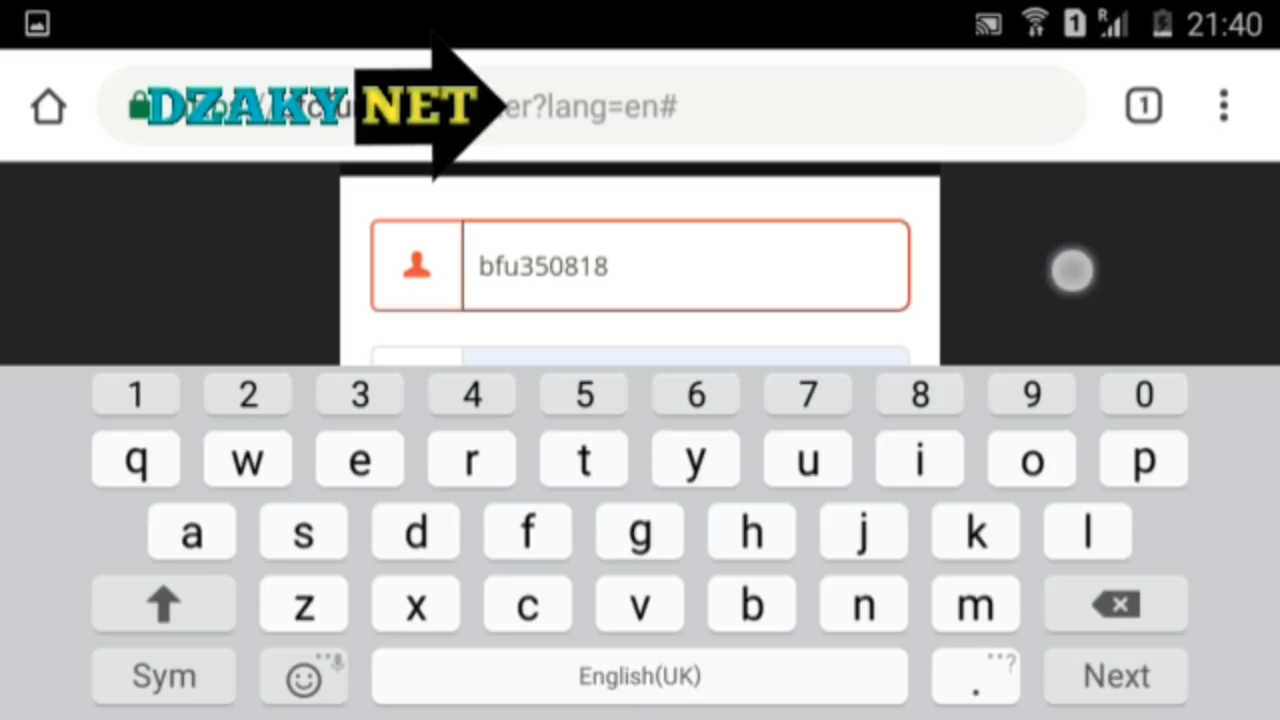 21:40
DZAKY NET
er?lang=en#
1
bfu350818
1 2 3 4 5 6 7 8 9 0
q w e r t y u i o p
a s d f g h j k l
z x c v b n m
Sym English(UK) . Next